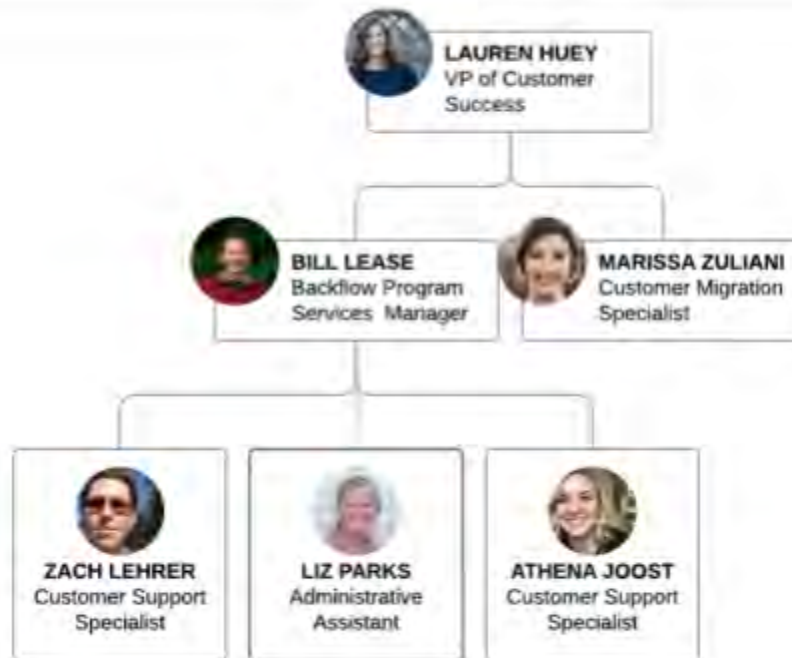 LAUREN HUEY
VP of Customer
Success
BILL LEASE
Backflow Program
Services Manager
MARISSA ZULIANI
Customer Migration
Specialist
ZACH LEHRER
Customer Support
Specialist
LIZ PARKS
Administrative
Assistant
ATHENA JOOST
Customer Support
Specialist